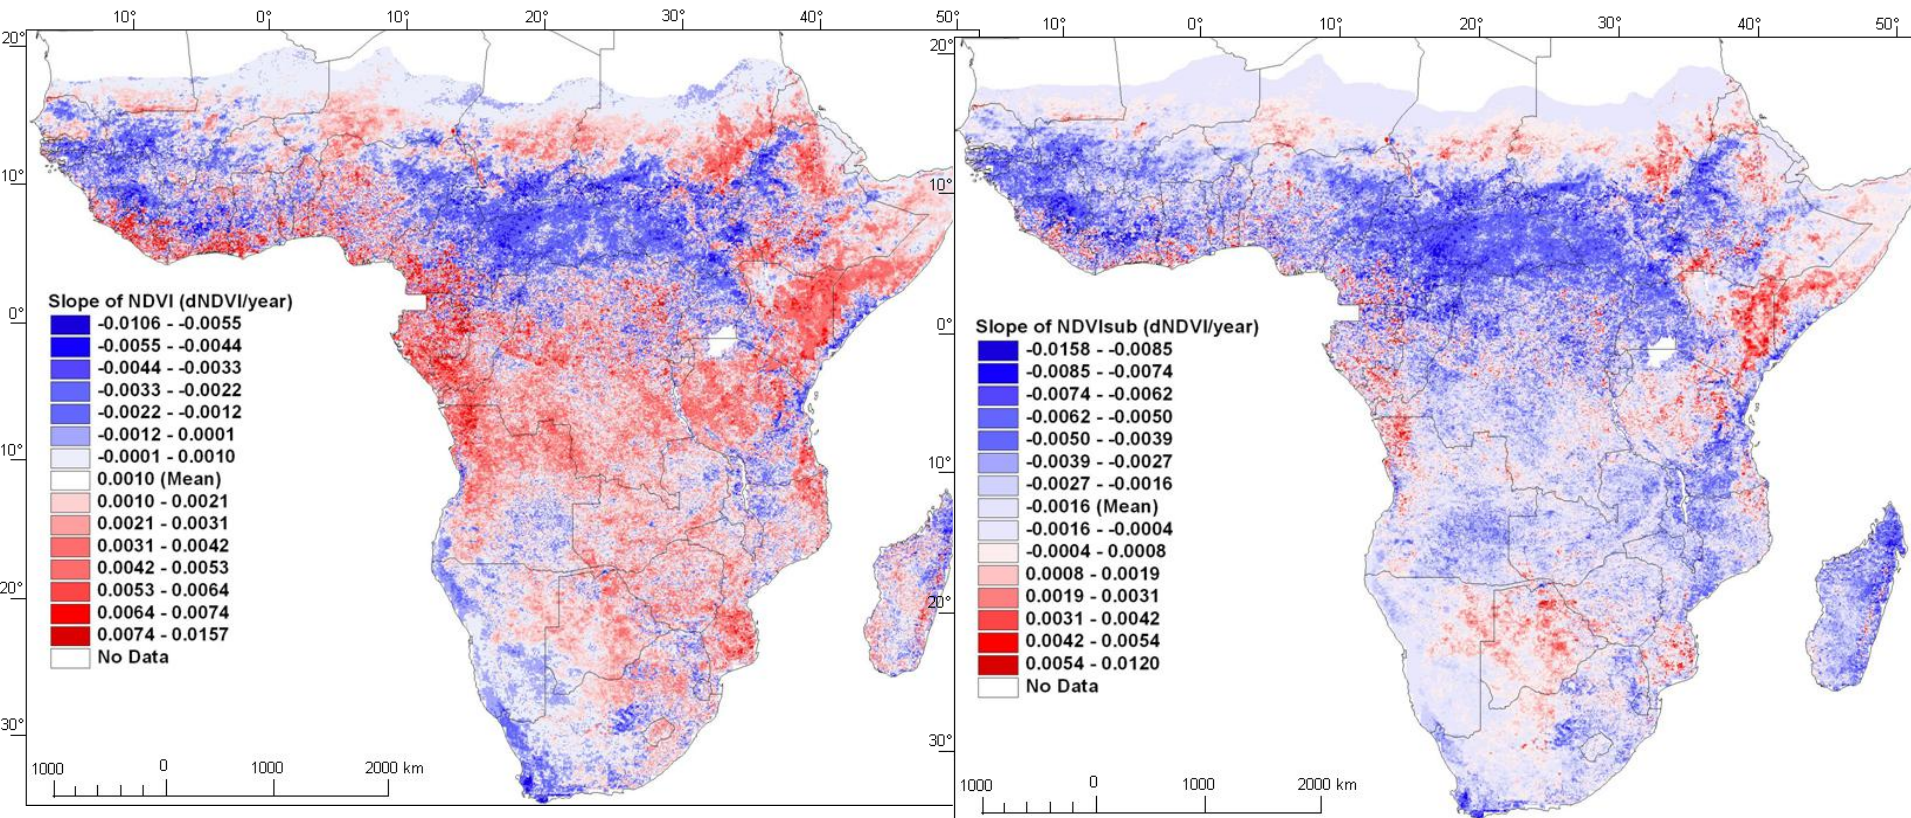 10° 0° 10° 20° 30° 40° 50°
20°
10°
0°
10°
20°
30°
Slope of NDVI (dNDVI/year)
-0.0106 - -0.0055
-0.0055 - -0.0044
-0.0044 - -0.0033
-0.0033 - -0.0022
-0.0022 - -0.0012
-0.0012 - 0.0001
-0.0001 - 0.0010
0.0010 (Mean)
0.0010 - 0.0021
0.0021 - 0.0031
0.0031 - 0.0042
0.0042 - 0.0053
0.0053 - 0.0064
0.0064 - 0.0074
0.0074 - 0.0157
No Data
1000 0 1000 2000 km
10° 0° 10° 20° 30° 40° 50°
20°
10°
0°
10°
20°
30°
Slope of NDVIsub (dNDVI/year)
-0.0158 - -0.0085
-0.0085 - -0.0074
-0.0074 - -0.0062
-0.0062 - -0.0050
-0.0050 - -0.0039
-0.0039 - -0.0027
-0.0027 - -0.0016
-0.0016 (Mean)
-0.0016 - -0.0004
-0.0004 - 0.0008
0.0008 - 0.0019
0.0019 - 0.0031
0.0031 - 0.0042
0.0042 - 0.0054
0.0054 - 0.0120
No Data
1000 0 1000 2000 km